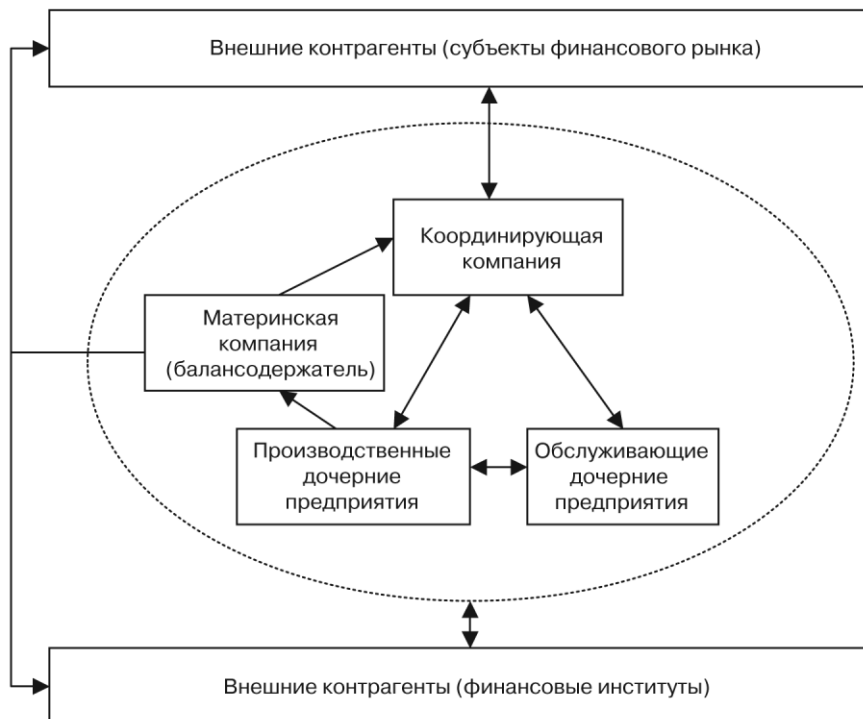 Внешние контрагенты (субъекты финансового рынка)
Координирующая
компания
Материнская
компания
(балансодержатель)
Производственные
дочерние
предприятия
Обслуживающие
дочерние
предприятия
Внешние контрагенты (финансовые институты)